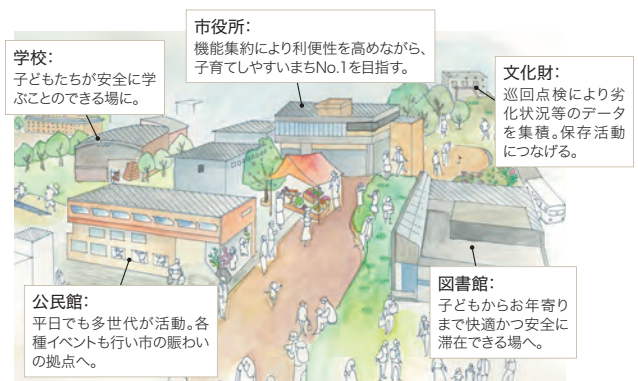 市役所:
機能集約により利便性を高めながら、
子育てしやすいまちNo.1を目指す。
学校:
子どもたちが安全に学
ぶことのできる場に。
文化財:
巡回点検により劣
化状況等のデータ
を集積。保存活動
につなげる。
公民館:
平日でも多世代が活動。各
種イベントも行い市の賑わい
の拠点へ。
図書館:
子どもからお年寄り
まで快適かつ安全に
滞在できる場へ。